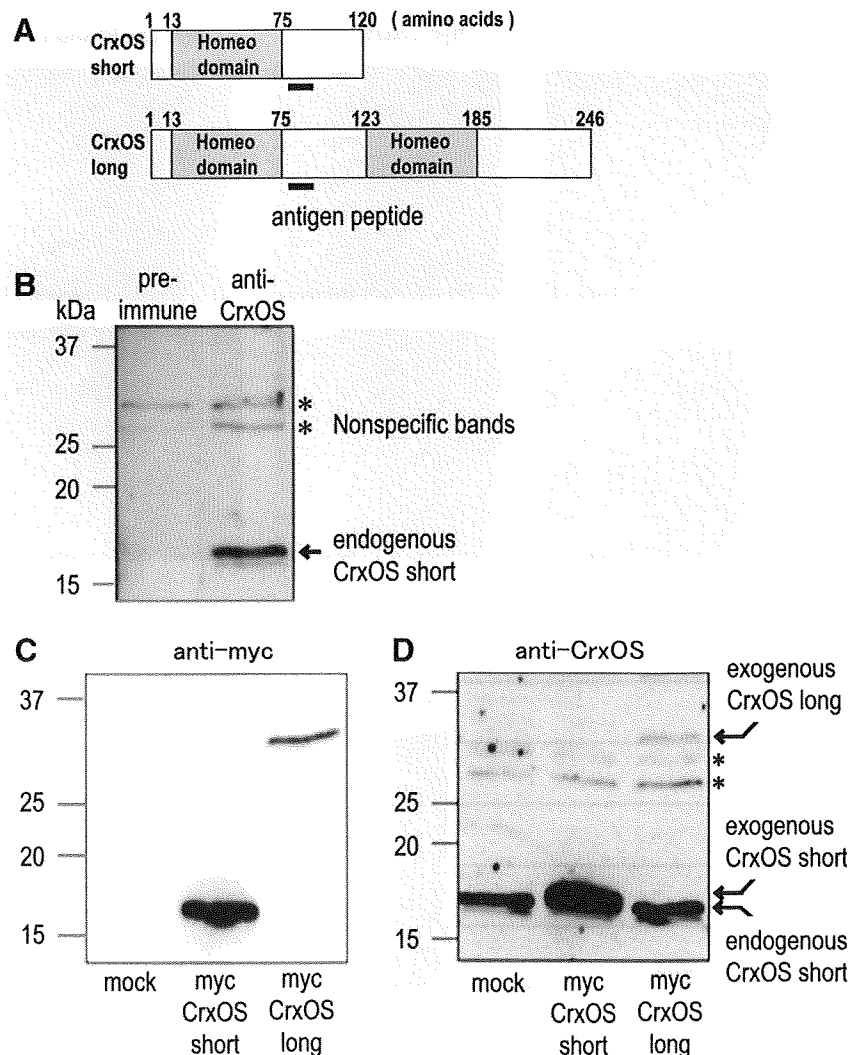 A
1 13 75 120 ( amino acids )
CrxOS
short
Homeo
domain
1 13 75 123 185 246
CrxOS
long
Homeo
domain
Homeo
domain
antigen peptide
B
kDa
pre-
immune
anti-
CrxOS
37
25
20
15
*
* Nonspecific bands
endogenous
CrxOS short
C
anti-myc
37
25
20
15
mock
myc
CrxOS
short
myc
CrxOS
long
D
anti-CrxOS
37
25
20
15
exogenous
CrxOS long
*
*
exogenous
CrxOS short
endogenous
CrxOS short
mock
myc
CrxOS
short
myc
CrxOS
long